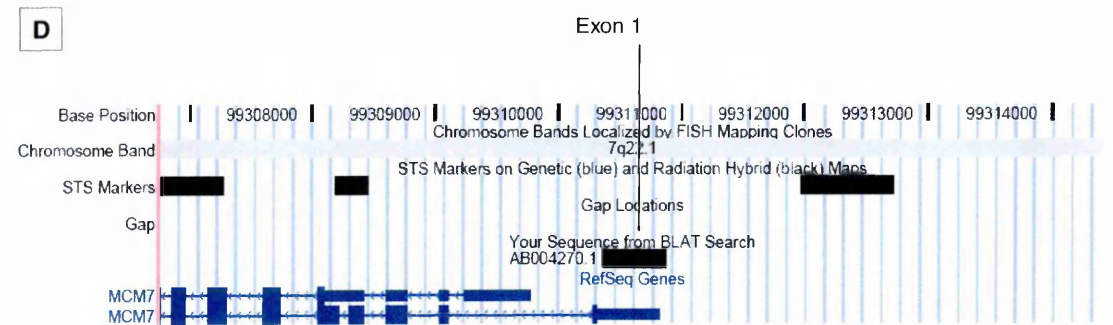 D
Exon 1
Base Position 99308000 99309000 99310000 99311000 99312000 99313000 99314000
Chromosome Bands Localized by FISH Mapping Clones
Chromosome Band 7q22.1
STS Markers on Genetic (blue) and Radiation Hybrid (black) Maps
STS Markers
Gap Locations
Gap
Your Sequence from BLAT Search
AB004270.1
RefSeq Genes
MCM7
MCM7